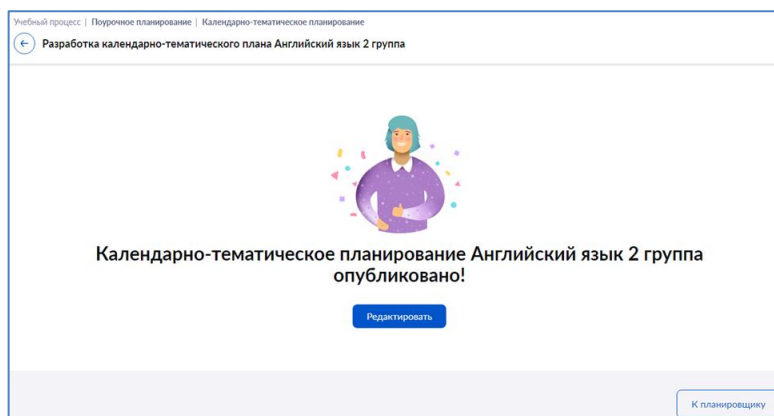 Учебный процесс | Поурочное планирование | Календарно-тематическое планирование
Разработка календарно-тематического плана Английский язык 2 группа
Календарно-тематическое планирование Английский язык 2 группа
опубликовано!
Редактировать
К планировщику